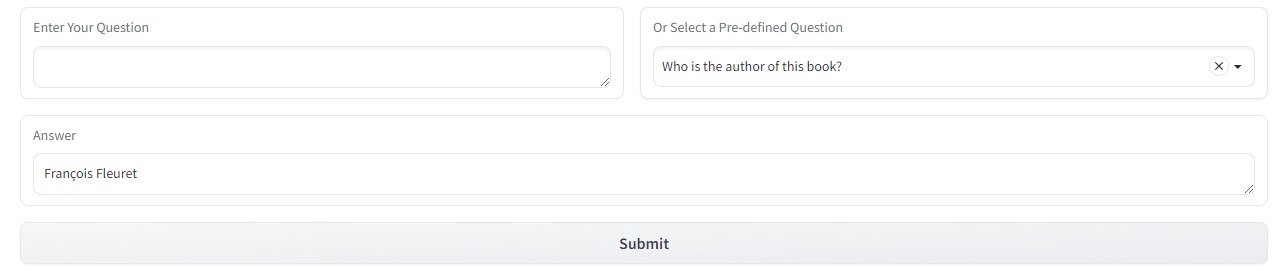 Enter Your Question
Or Select a Pre-defined Question
Who is the author of this book?
Answer
François Fleuret
Submit